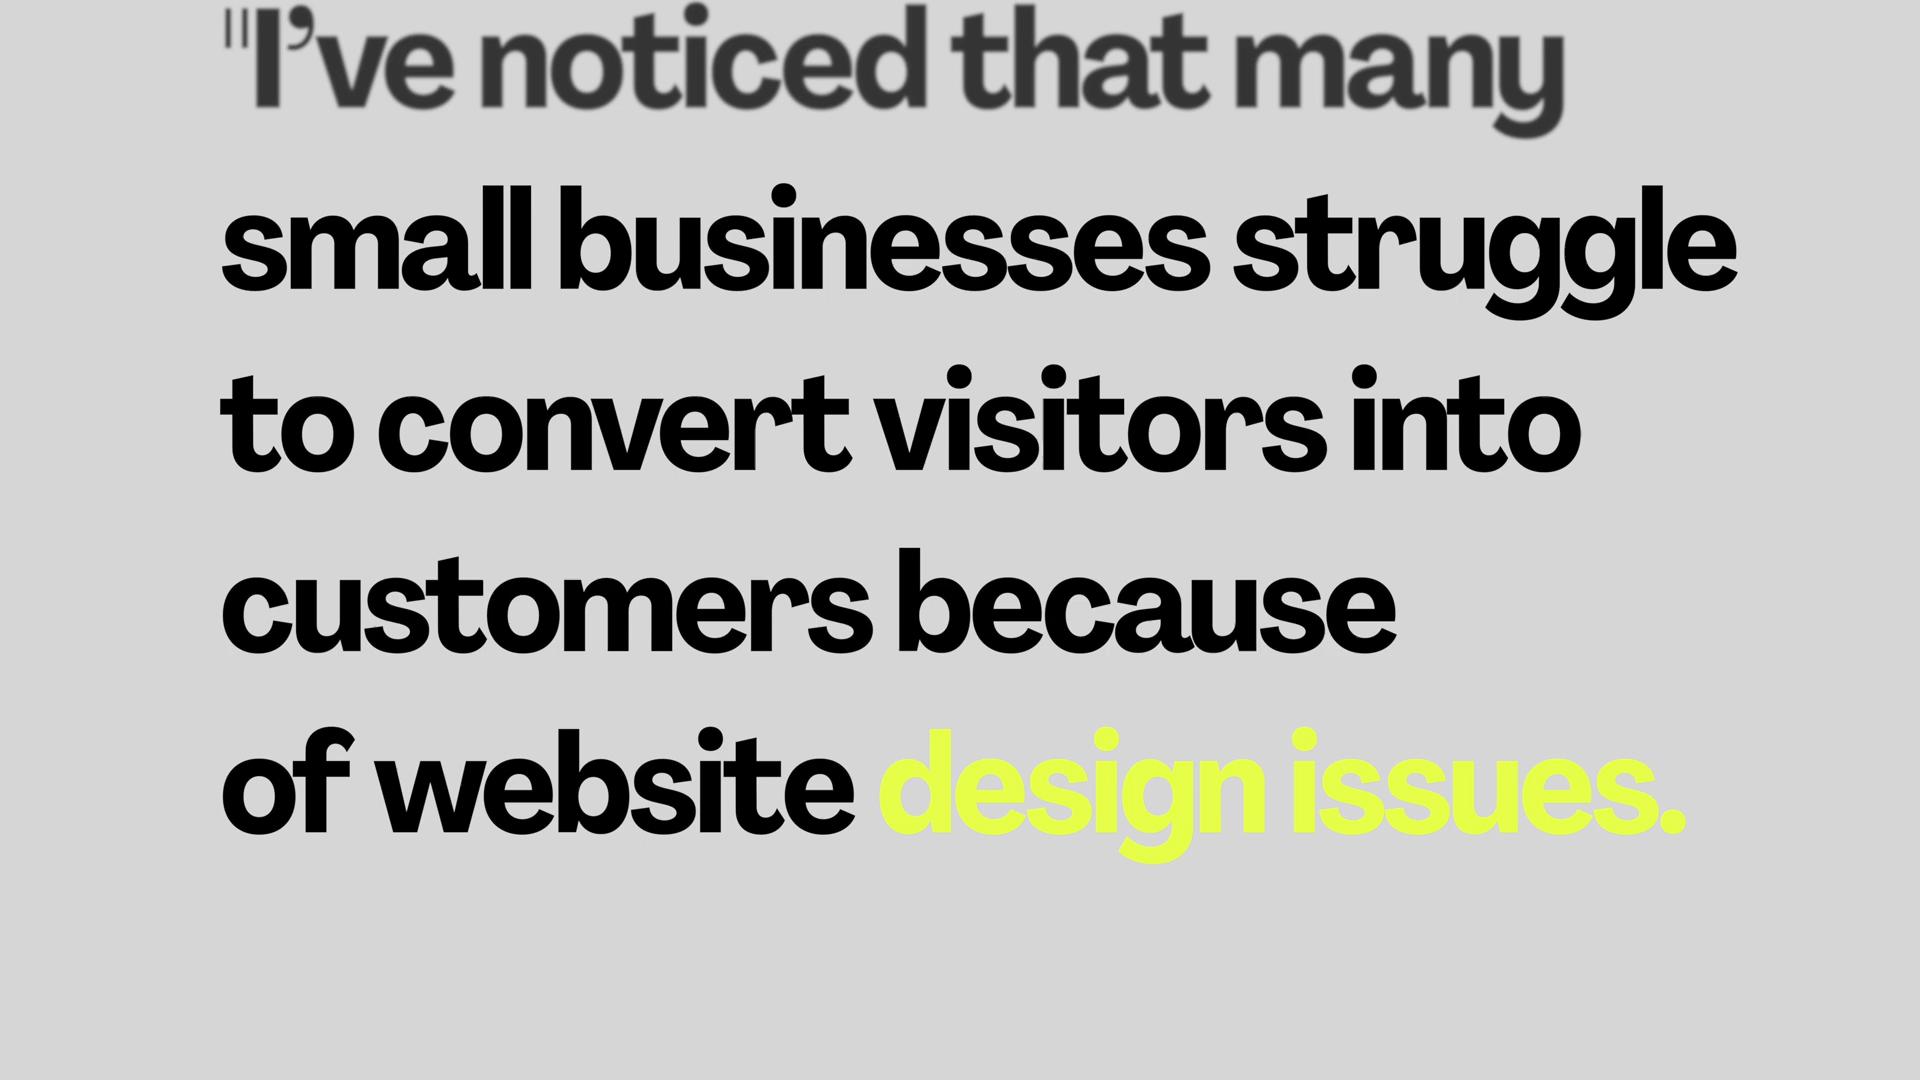 "I’ve noticed that many
small businesses struggle
to convert visitors into
customers because
of website design issues.